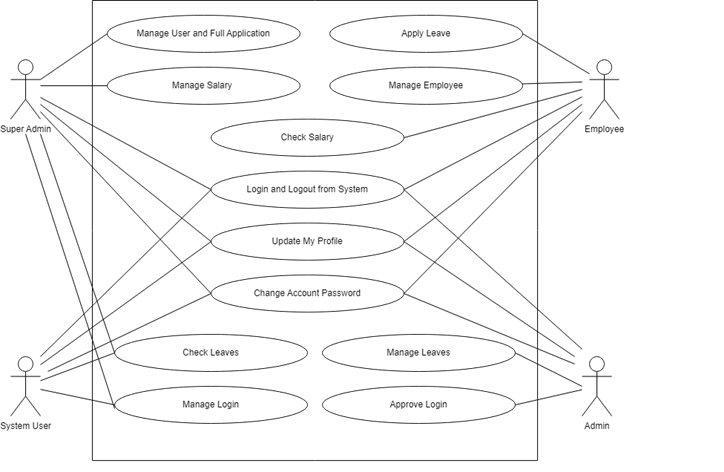 Manage User and Full Application
Apply Leave
Manage Salary
Manage Employee
Super Admin
Employee
Check Salary
Login and Logout from System
Update My Profile
Change Account Password
Check Leaves
Manage Leaves
Manage Login
Approve Login
System User
Admin